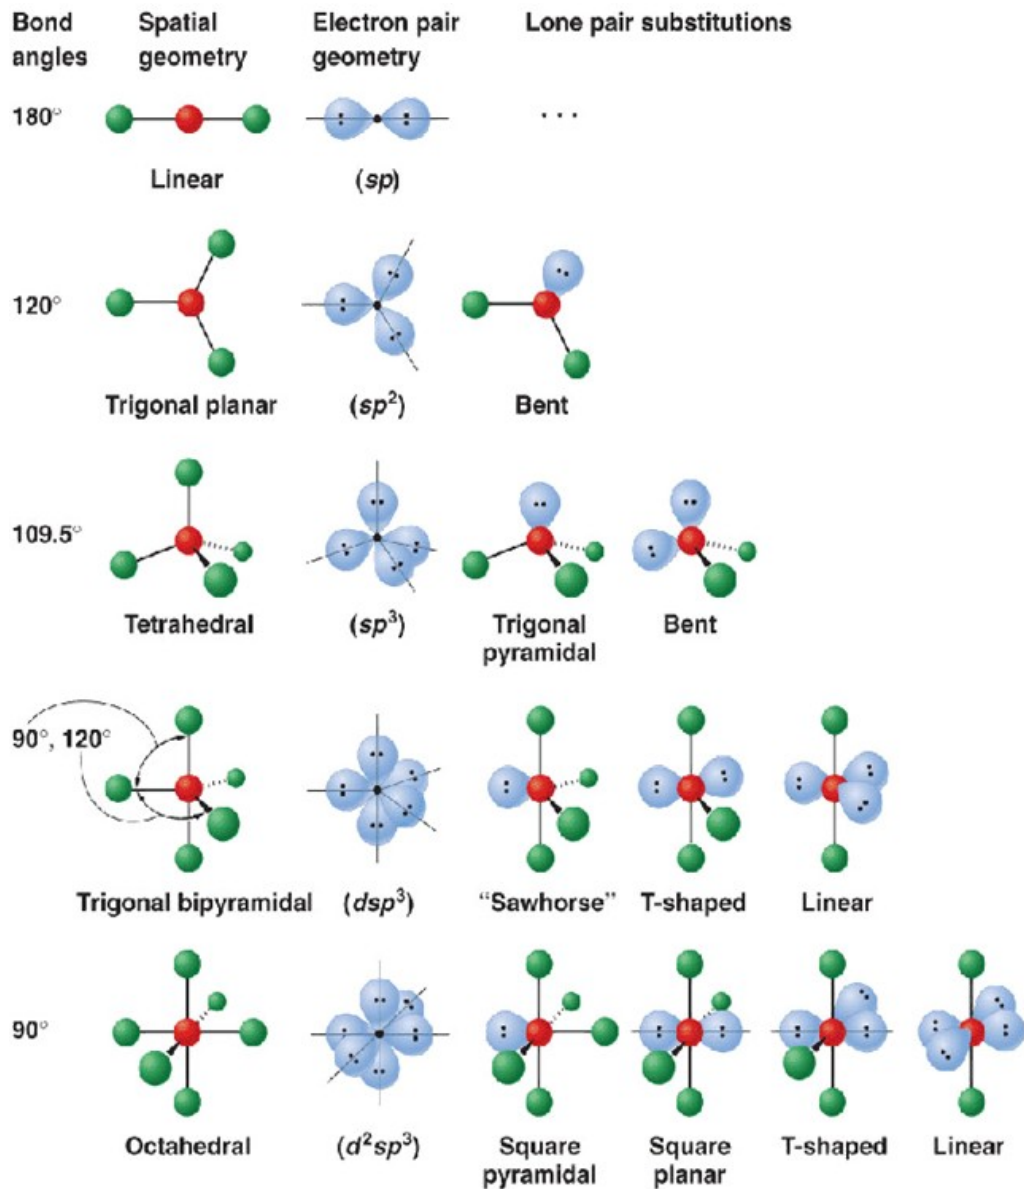 Bond angles
Spatial geometry
Electron pair geometry
Lone pair substitutions
180°
. . .
Linear
(sp)
120°
Trigonal planar
(sp²)
Bent
109.5°
Tetrahedral
(sp³)
Trigonal pyramidal
Bent
90°, 120°
Trigonal bipyramidal
(dsp³)
“Sawhorse”
T-shaped
Linear
90°
Octahedral
(d²sp³)
Square pyramidal
Square planar
T-shaped
Linear